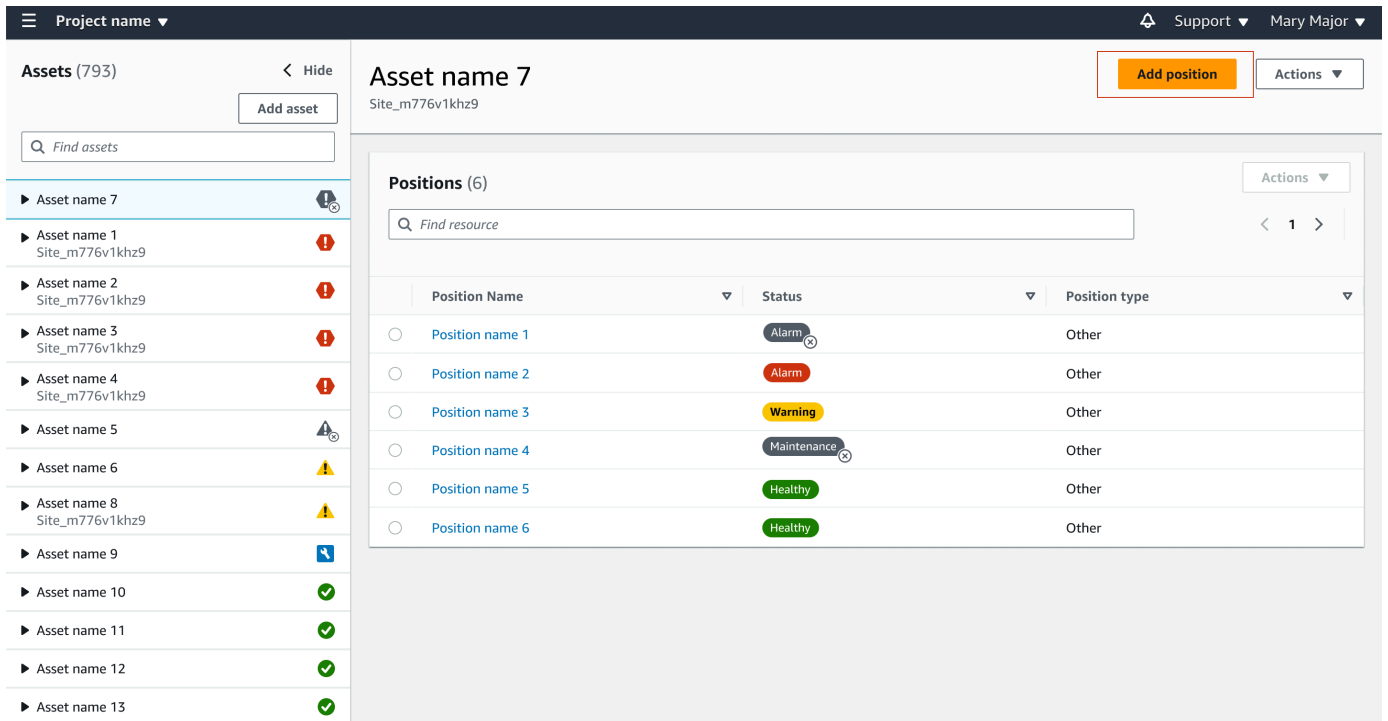 Project name
Support
Mary Major
Assets (793)
Hide
Add asset
Find assets
Asset name 7
Asset name 1
Site_m776v1khz9
Asset name 2
Site_m776v1khz9
Asset name 3
Site_m776v1khz9
Asset name 4
Site_m776v1khz9
Asset name 5
Asset name 6
Asset name 8
Site_m776v1khz9
Asset name 9
Asset name 10
Asset name 11
Asset name 12
Asset name 13
Asset name 7
Site_m776v1khz9
Add position
Actions
Positions (6)
Actions
Find resource
1
Position Name Status Position type
Position name 1 Alarm Other
Position name 2 Alarm Other
Position name 3 Warning Other
Position name 4 Maintenance Other
Position name 5 Healthy Other
Position name 6 Healthy Other